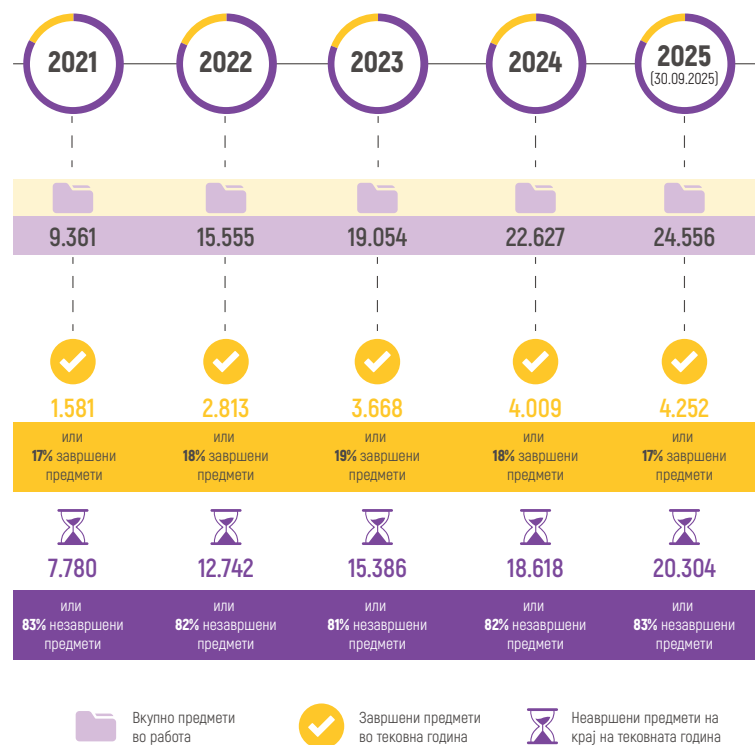 2021 2022 2023 2024 2025
(30.09.2025)
9.361 15.555 19.054 22.627 24.556
1.581 2.813 3.668 4.009 4.252
или или или или или
17% завршени 18% завршени 19% завршени 18% завршени 17% завршени
предмети предмети предмети предмети предмети
7.780 12.742 15.386 18.618 20.304
или или или или или
83% незавршени 82% незавршени 81% незавршени 82% незавршени 83% незавршени
предмети предмети предмети предмети предмети
Вкупно предмети Завршени предмети Неавршени предмети на
во работа во тековна година крај на тековната година